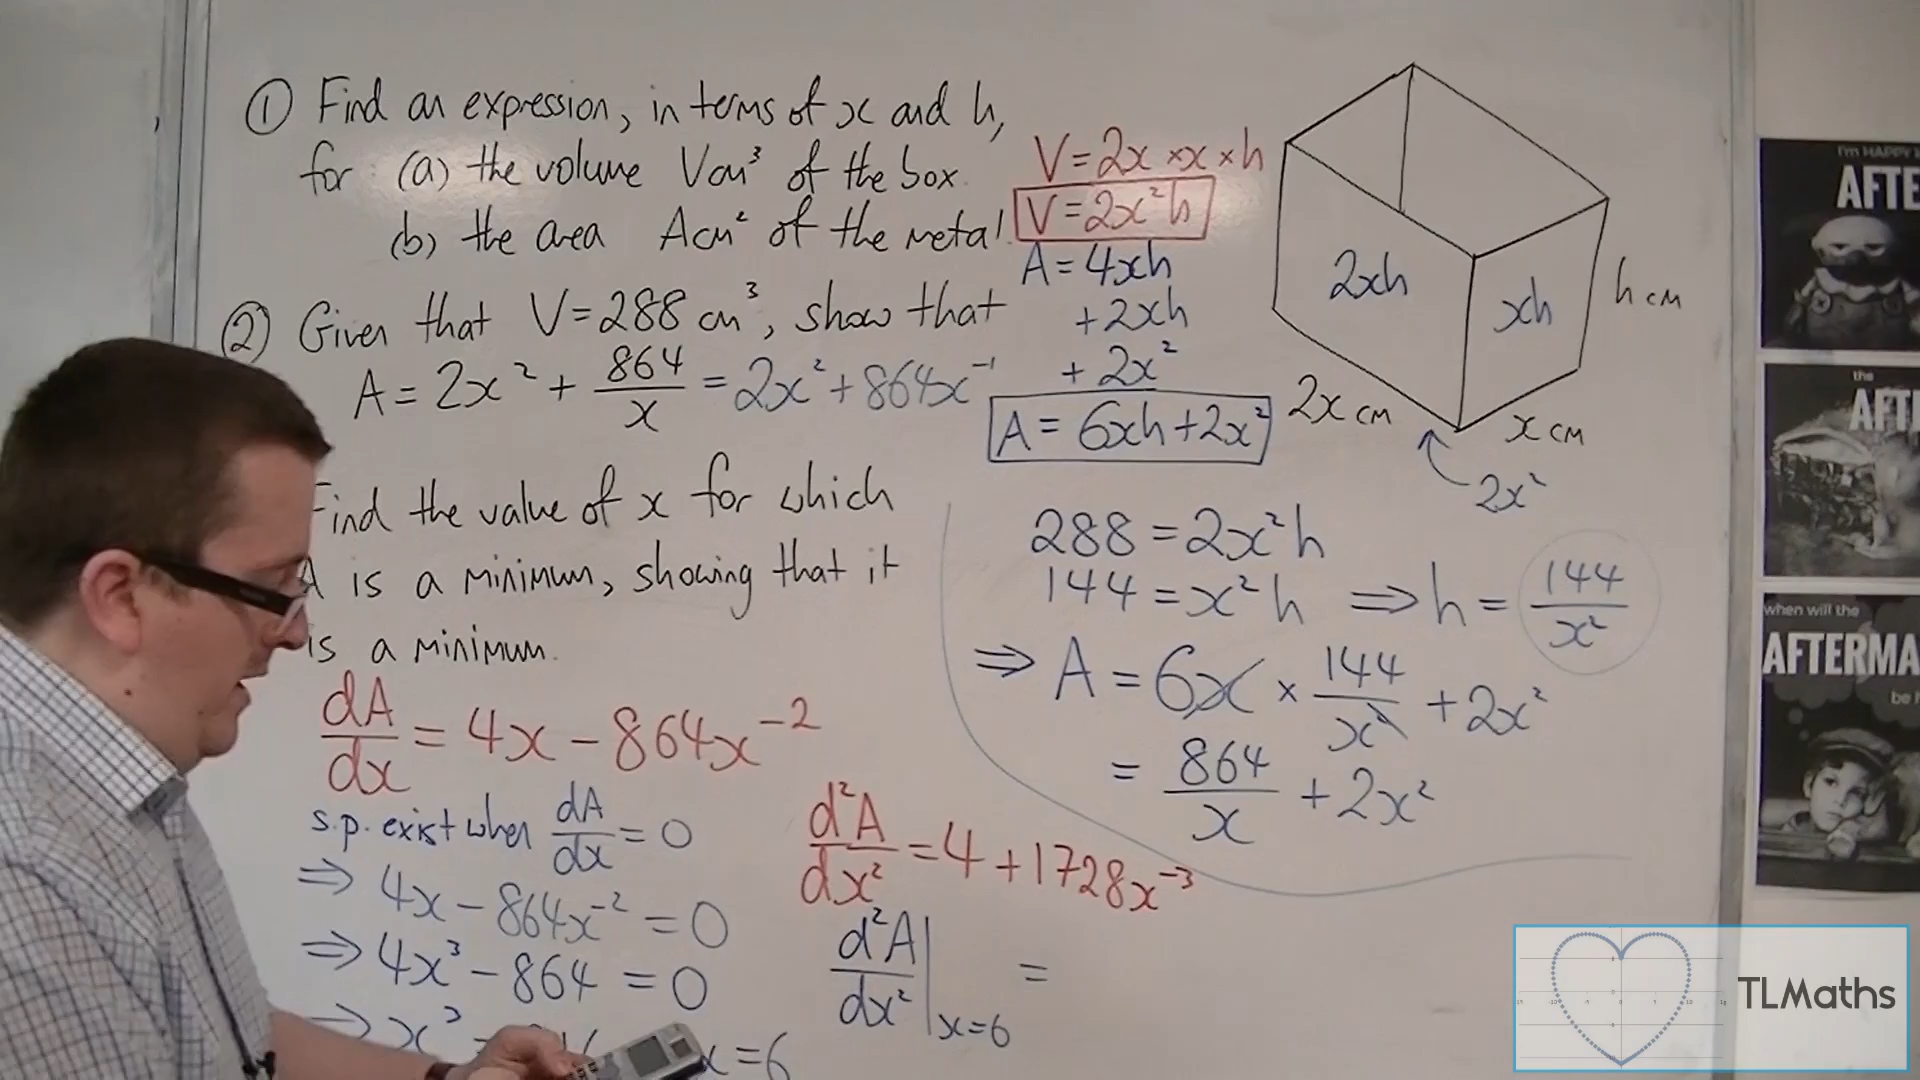 ① Find an expression, in terms of x and h,
for (a) the volume Vcm³ of the box.
(b) the area Acm² of the metal.
② Given that V=288 cm³, show that
A = 2x² + 864/x = 2x² + 864x⁻¹
Find the value of x for which
A is a minimum, showing that it
is a minimum.
dA/dx = 4x - 864x⁻²
s.p. exist when dA/dx = 0
⇒ 4x - 864x⁻² = 0
⇒ 4x³ - 864 = 0
⇒ x³ =
x=6
V = 2x × x × h
V = 2x²h
A = 4xh
+ 2xh
+ 2x²
A = 6xh + 2x²
2xh
xh
h cm
2x cm
x cm
2x²
288 = 2x²h
144 = x²h ⇒ h = 144/x²
⇒ A = 6x × 144/x² + 2x²
= 864/x + 2x²
d²A/dx² = 4 + 1728x⁻³
d²A/dx² |x=6 =
I'm HAPPY
AFTE
the
AFT
when will the
AFTERMA
be
TLMaths